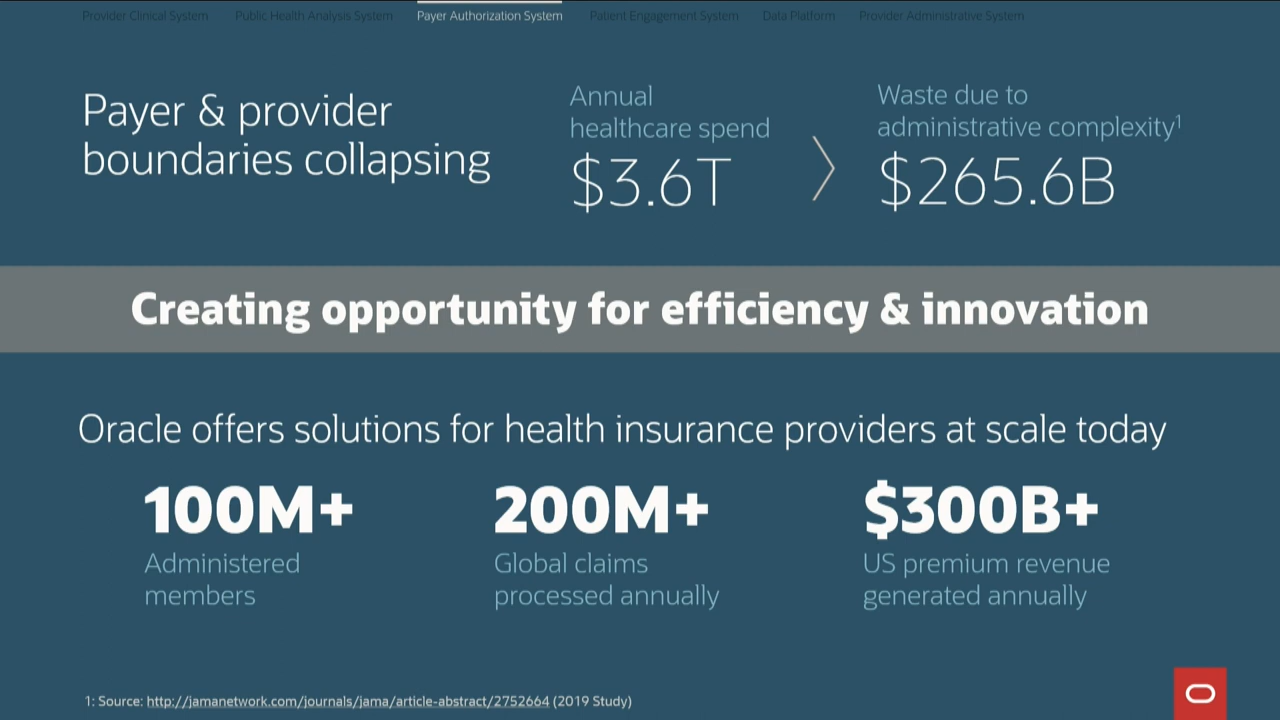 Provider Clinical System Public Health Analysis System Payer Authorization System Patient Engagement System Data Platform Provider Administrative System
Payer & provider
boundaries collapsing
Annual
healthcare spend
$3.6T
Waste due to
administrative complexity¹
$265.6B
Creating opportunity for efficiency & innovation
Oracle offers solutions for health insurance providers at scale today
100M+
Administered
members
200M+
Global claims
processed annually
$300B+
US premium revenue
generated annually
1: Source: http://jamanetwork.com/journals/jama/article-abstract/2752664 (2019 Study)